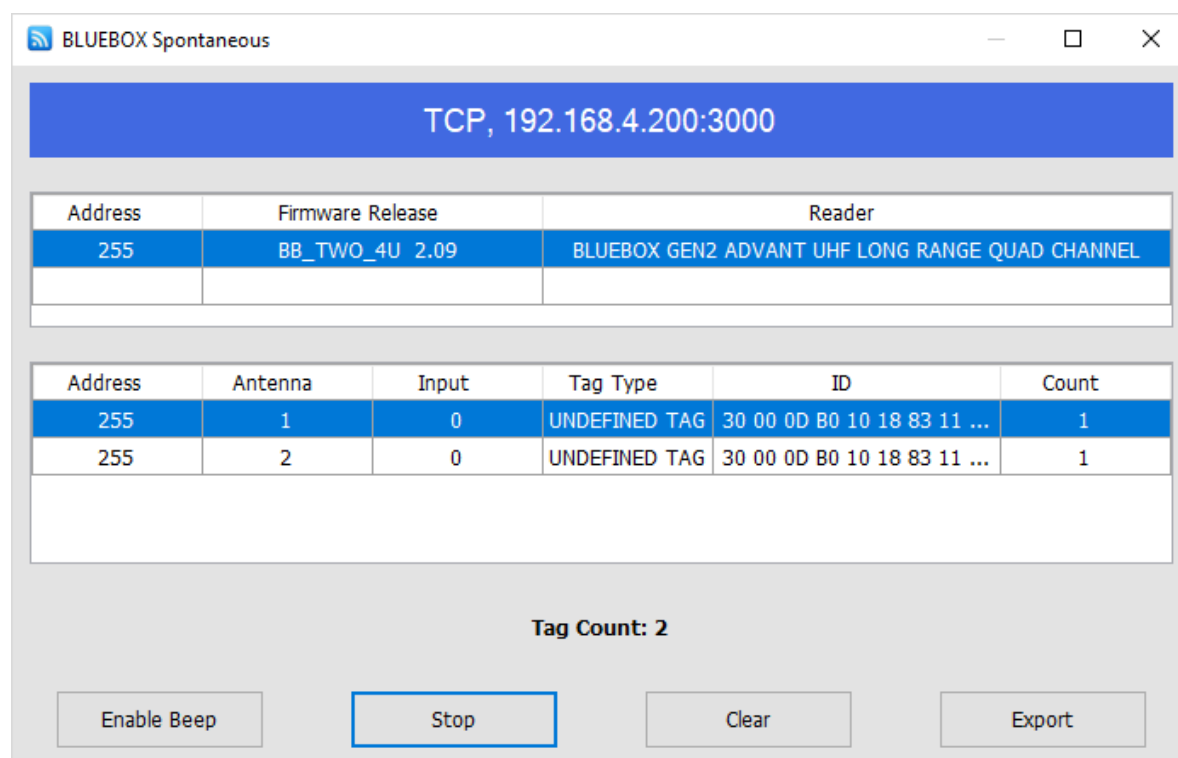 BLUEBOX Spontaneous
TCP, 192.168.4.200:3000
Address Firmware Release Reader
255 BB_TWO_4U 2.09 BLUEBOX GEN2 ADVANT UHF LONG RANGE QUAD CHANNEL
Address Antenna Input Tag Type ID Count
255 1 0 UNDEFINED TAG 30 00 0D B0 10 18 83 11 ... 1
255 2 0 UNDEFINED TAG 30 00 0D B0 10 18 83 11 ... 1
Tag Count: 2
Enable Beep Stop Clear Export